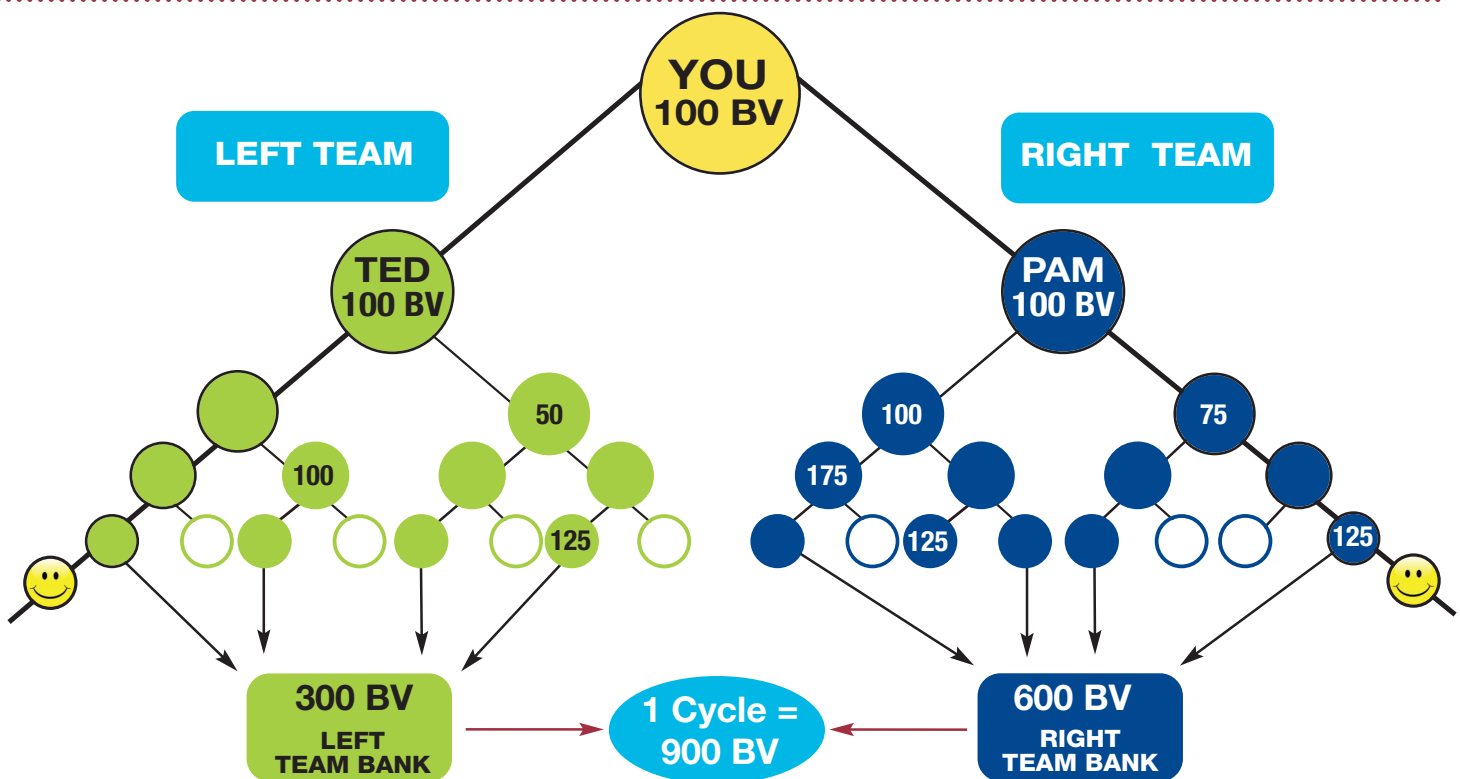 YOU
100 BV
LEFT TEAM
RIGHT TEAM
TED
100 BV
PAM
100 BV
50
100
75
100
175
125
125
125
300 BV
LEFT
TEAM BANK
1 Cycle =
900 BV
600 BV
RIGHT
TEAM BANK